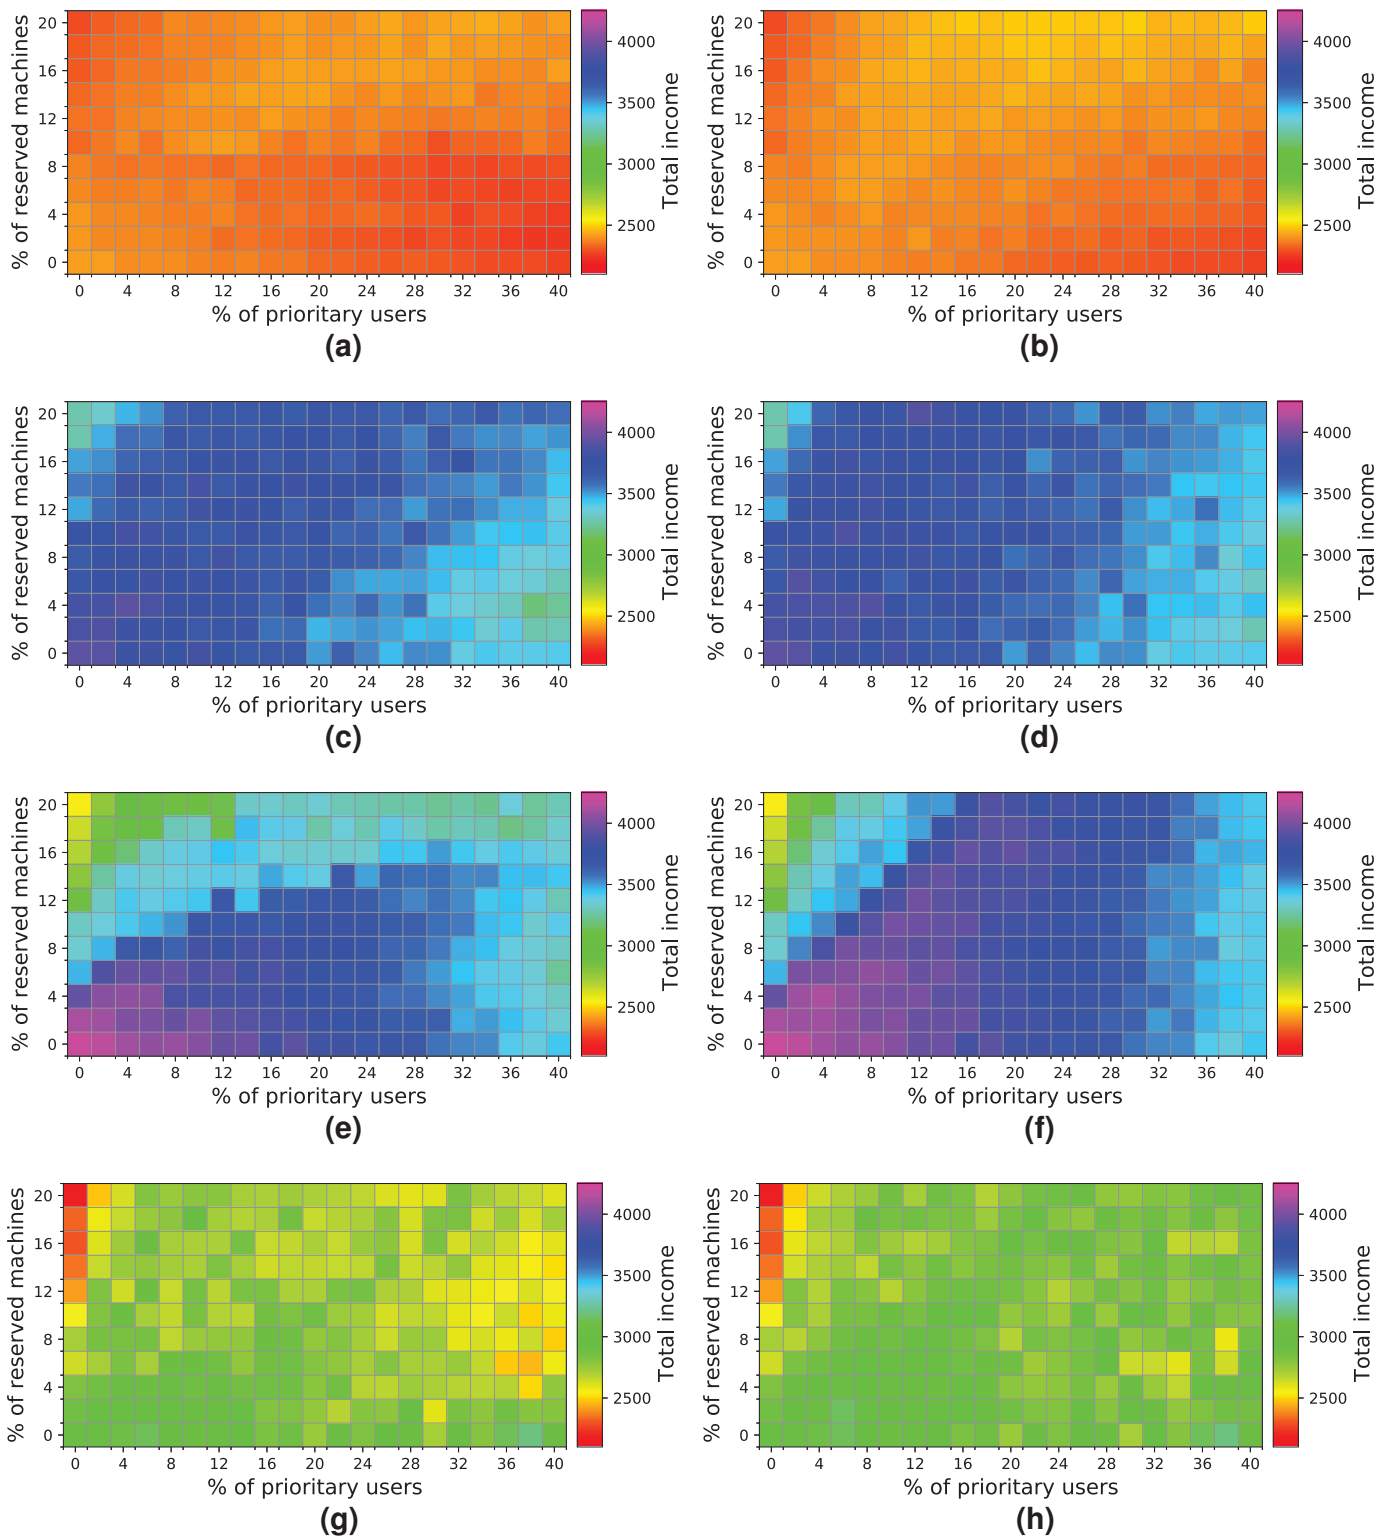 % of reserved machines
20
16
12
8
4
0
0 4 8 12 16 20 24 28 32 36 40
% of prioritary users
4000
3500
3000
2500
Total income
(a)
% of reserved machines
20
16
12
8
4
0
0 4 8 12 16 20 24 28 32 36 40
% of prioritary users
4000
3500
3000
2500
Total income
(b)
% of reserved machines
20
16
12
8
4
0
0 4 8 12 16 20 24 28 32 36 40
% of prioritary users
4000
3500
3000
2500
Total income
(c)
% of reserved machines
20
16
12
8
4
0
0 4 8 12 16 20 24 28 32 36 40
% of prioritary users
4000
3500
3000
2500
Total income
(d)
% of reserved machines
20
16
12
8
4
0
0 4 8 12 16 20 24 28 32 36 40
% of prioritary users
4000
3500
3000
2500
Total income
(e)
% of reserved machines
20
16
12
8
4
0
0 4 8 12 16 20 24 28 32 36 40
% of prioritary users
4000
3500
3000
2500
Total income
(f)
% of reserved machines
20
16
12
8
4
0
0 4 8 12 16 20 24 28 32 36 40
% of prioritary users
4000
3500
3000
2500
Total income
(g)
% of reserved machines
20
16
12
8
4
0
0 4 8 12 16 20 24 28 32 36 40
% of prioritary users
4000
3500
3000
2500
Total income
(h)